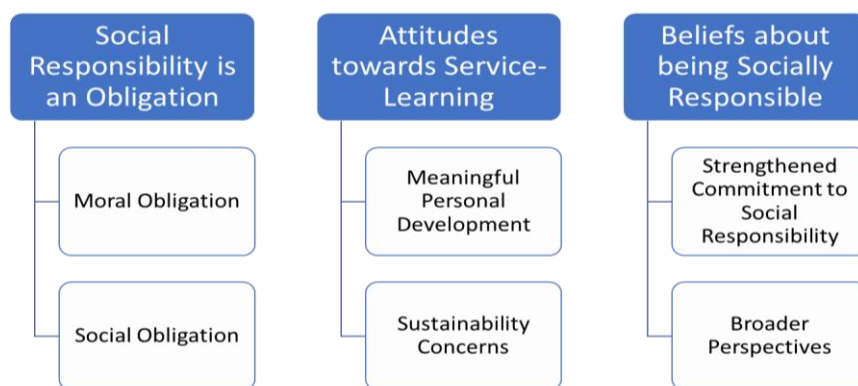 Social
Responsibility is
an Obligation
Moral Obligation
Social Obligation
Attitudes
towards Service-
Learning
Meaningful
Personal
Development
Sustainability
Concerns
Beliefs about
being Socially
Responsible
Strengthened
Commitment to
Social
Responsibility
Broader
Perspectives